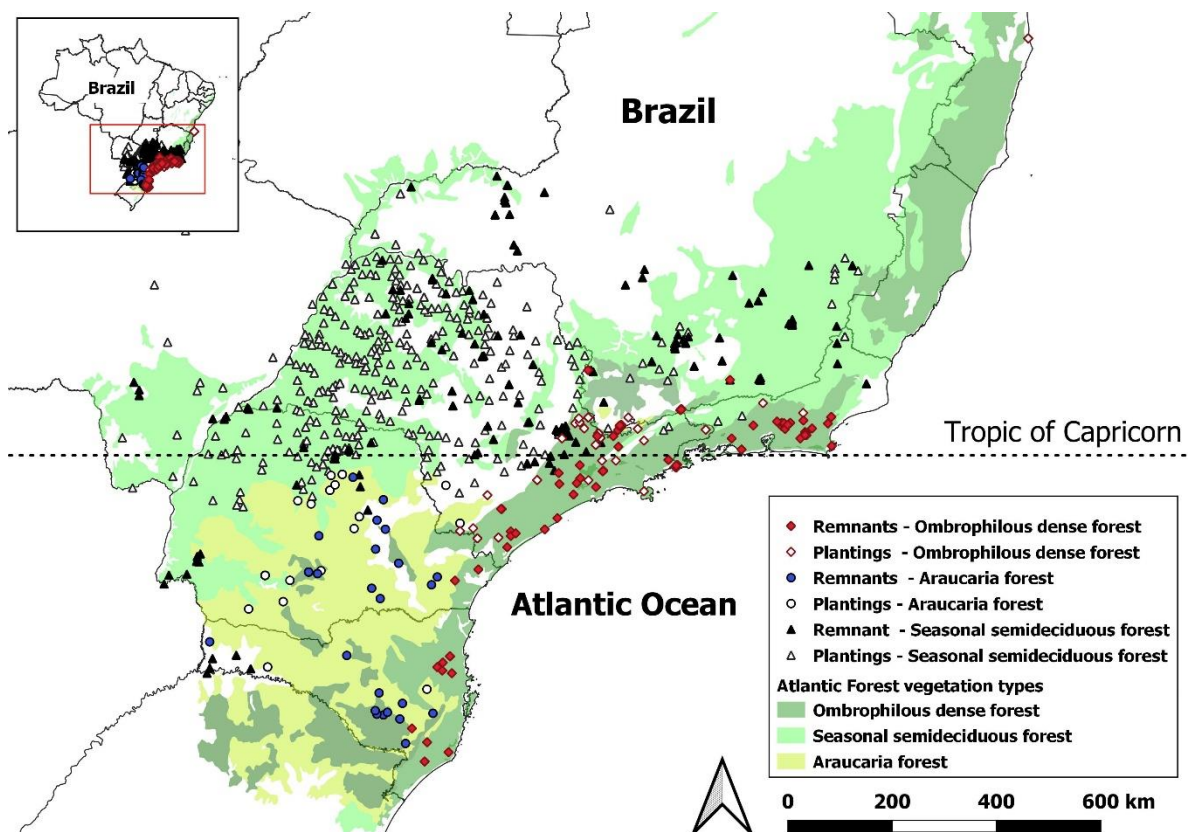 Brazil
Brazil
Tropic of Capricorn
Atlantic Ocean
Remnants - Ombrophilous dense forest
Plantings - Ombrophilous dense forest
Remnants - Araucaria forest
Plantings - Araucaria forest
Remnant - Seasonal semideciduous forest
Plantings - Seasonal semideciduous forest
Atlantic Forest vegetation types
Ombrophilous dense forest
Seasonal semideciduous forest
Araucaria forest
0 200 400 600 km